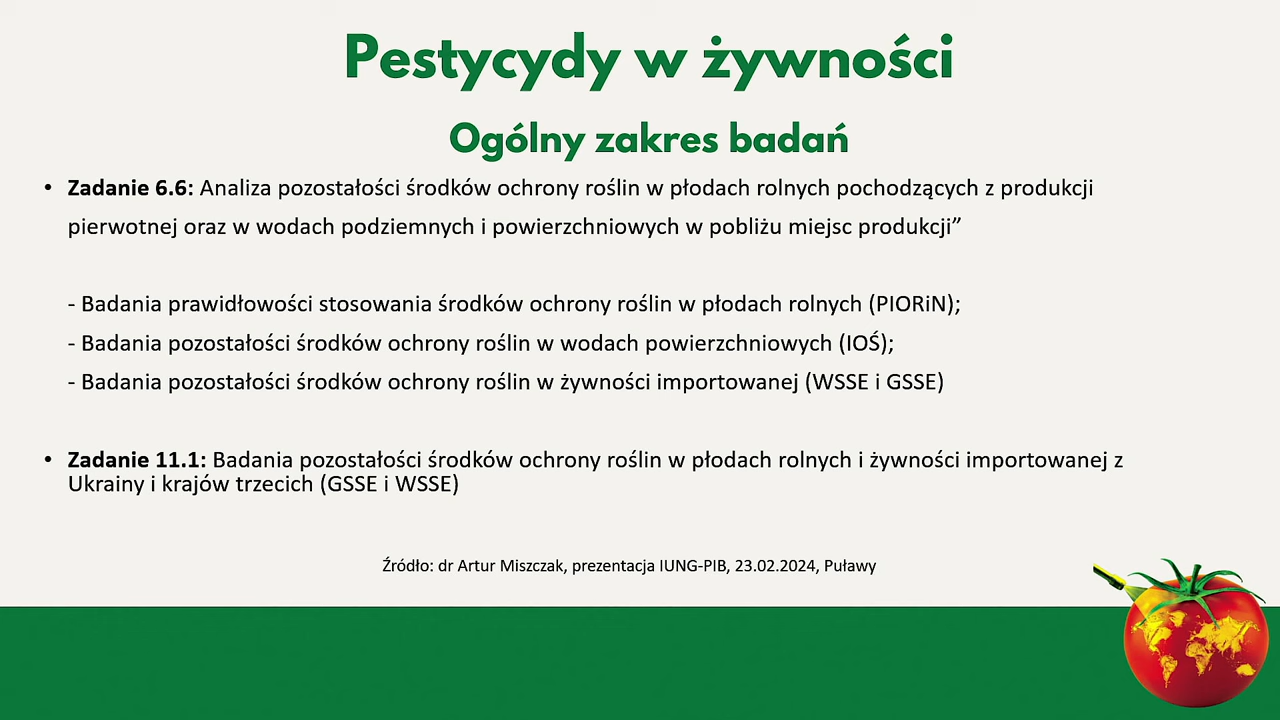 Pestycydy w żywności
Ogólny zakres badań
• Zadanie 6.6: Analiza pozostałości środków ochrony roślin w płodach rolnych pochodzących z produkcji
pierwotnej oraz w wodach podziemnych i powierzchniowych w pobliżu miejsc produkcji”
- Badania prawidłowości stosowania środków ochrony roślin w płodach rolnych (PIORiN);
- Badania pozostałości środków ochrony roślin w wodach powierzchniowych (IOŚ);
- Badania pozostałości środków ochrony roślin w żywności importowanej (WSSE i GSSE)
• Zadanie 11.1: Badania pozostałości środków ochrony roślin w płodach rolnych i żywności importowanej z
Ukrainy i krajów trzecich (GSSE i WSSE)
Źródło: dr Artur Miszczak, prezentacja IUNG-PIB, 23.02.2024, Puławy